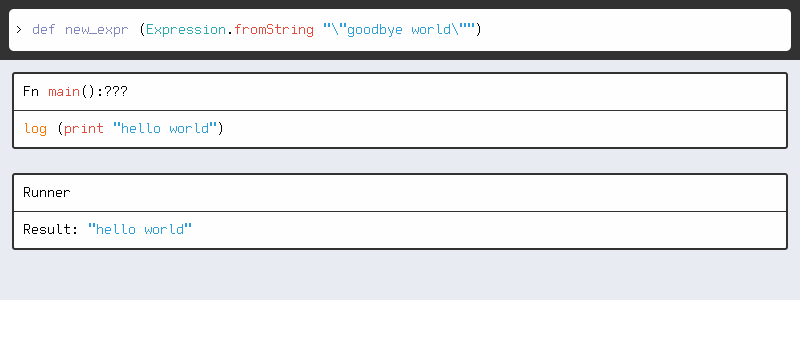 > def new_expr (Expression.fromString "\"goodbye world\"")
Fn main():???
log (print "hello world")
Runner
Result: "hello world"